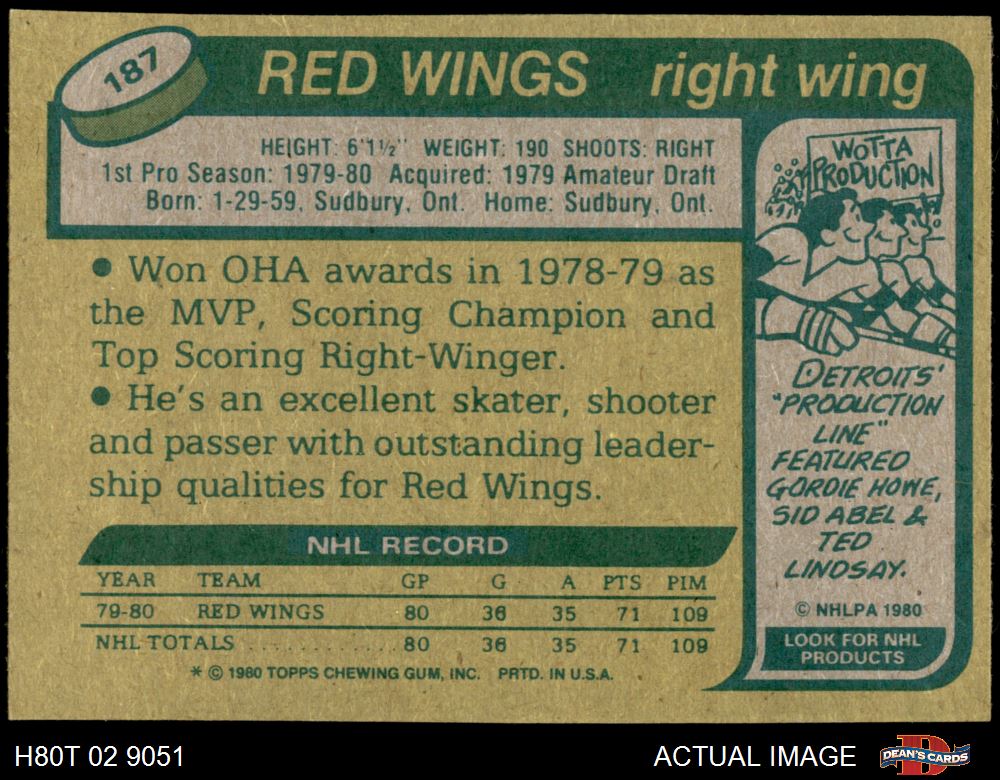 187
RED WINGS right wing
HEIGHT: 6'1½" WEIGHT: 190 SHOOTS: RIGHT
1st Pro Season: 1979-80 Acquired: 1979 Amateur Draft
Born: 1-29-59, Sudbury, Ont. Home: Sudbury, Ont.
• Won OHA awards in 1978-79 as
the MVP, Scoring Champion and
Top Scoring Right-Winger.
• He's an excellent skater, shooter
and passer with outstanding leader-
ship qualities for Red Wings.
NHL RECORD
YEAR TEAM GP G A PTS PIM
79-80 RED WINGS 80 36 35 71 109
NHL TOTALS . . . . . . . . . . . . 80 36 35 71 109
* © 1980 TOPPS CHEWING GUM, INC. PRTD. IN U.S.A.
WOTTA
PRODUCTION
DETROITS'
"PRODUCTION
LINE"
FEATURED
GORDIE HOWE,
SID ABEL &
TED
LINDSAY.
© NHLPA 1980
LOOK FOR NHL
PRODUCTS
H80T 02 9051 ACTUAL IMAGE
DEAN'S CARDS